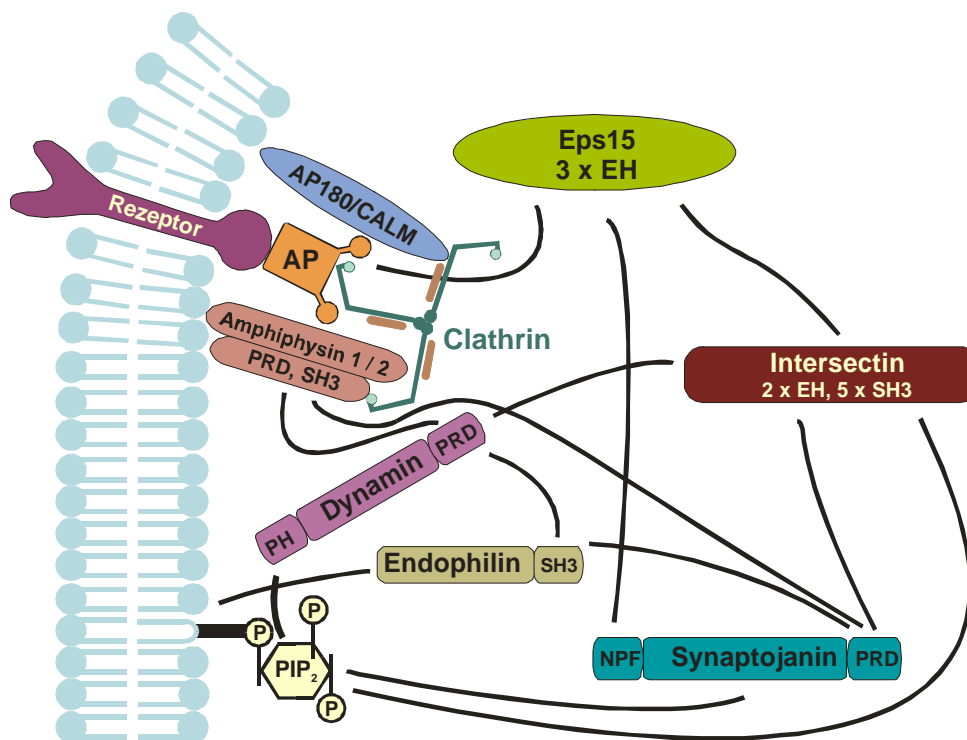 Eps15
3 x EH
AP180/CALM
Rezeptor
AP
Amphiphysin 1 / 2
PRD, SH3
Clathrin
Intersectin
2 x EH, 5 x SH3
PRD
Dynamin
PH
Endophilin
SH3
P
P
PIP2
P
NPF
Synaptojanin
PRD